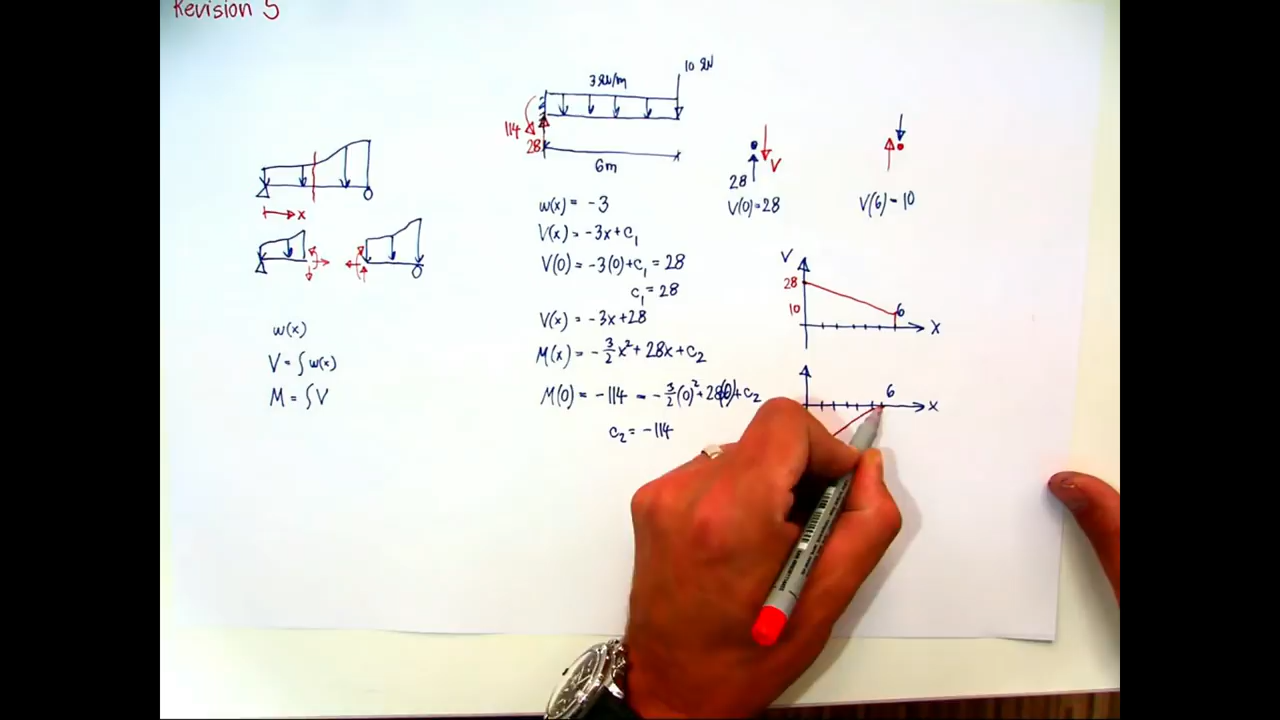 Revision 5
10 kN
3 kN/m
114
28
6m
x
w(x)
V = ∫w(x)
M = ∫V
w(x) = -3
V(x) = -3x+c₁
V(0) = -3(0)+c₁ = 28
c₁ = 28
V(x) = -3x+28
M(x) = -3/2x²+28x+c₂
M(0) = -114 = -3/2(0)²+28(0)+c₂
c₂ = -114
V
28
V(0)=28
V(6)=10
V
28
10
6
x
6
x